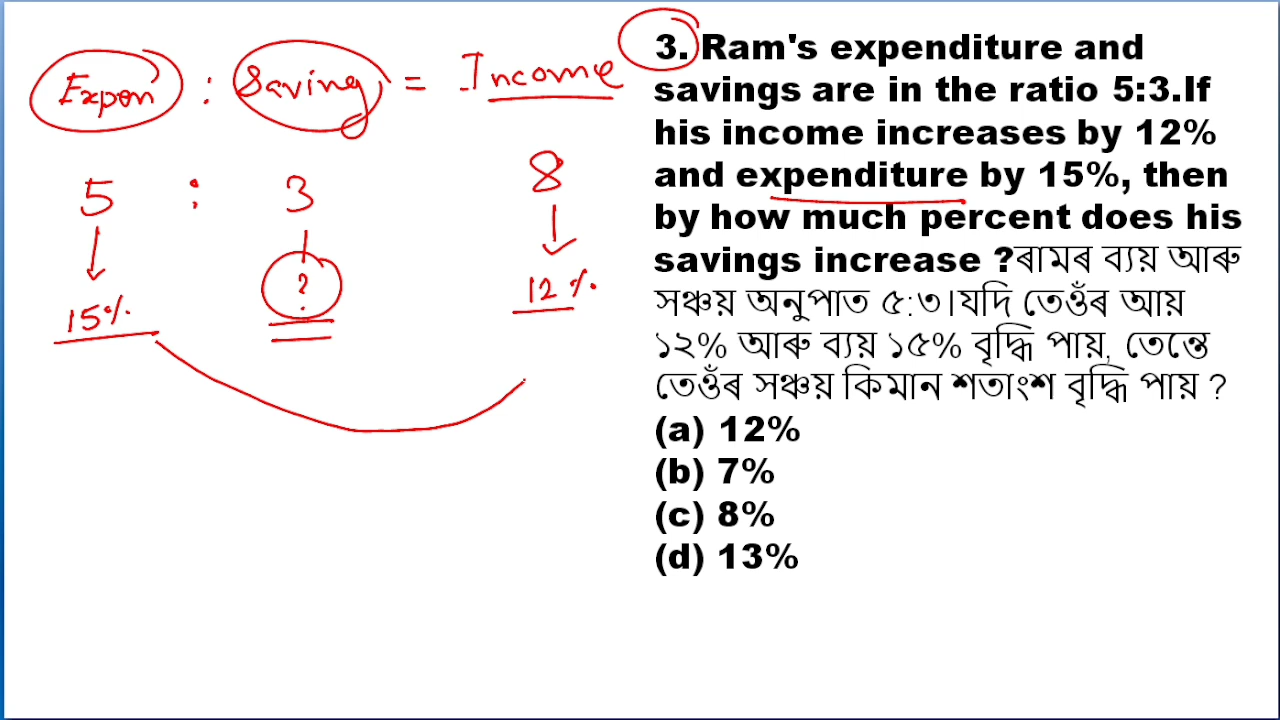 Expen : Saving = Income
5 : 3 8
15% ? 12%
3. Ram's expenditure and
savings are in the ratio 5:3.If
his income increases by 12%
and expenditure by 15%, then
by how much percent does his
savings increase ?ৰামৰ ব্যয় আৰু
সঞ্চয় অনুপাত ৫:৩।যদি তেওঁৰ আয়
১২% আৰু ব্যয় ১৫% বৃদ্ধি পায়, তেন্তে
তেওঁৰ সঞ্চয় কিমান শতাংশ বৃদ্ধি পায় ?
(a) 12%
(b) 7%
(c) 8%
(d) 13%